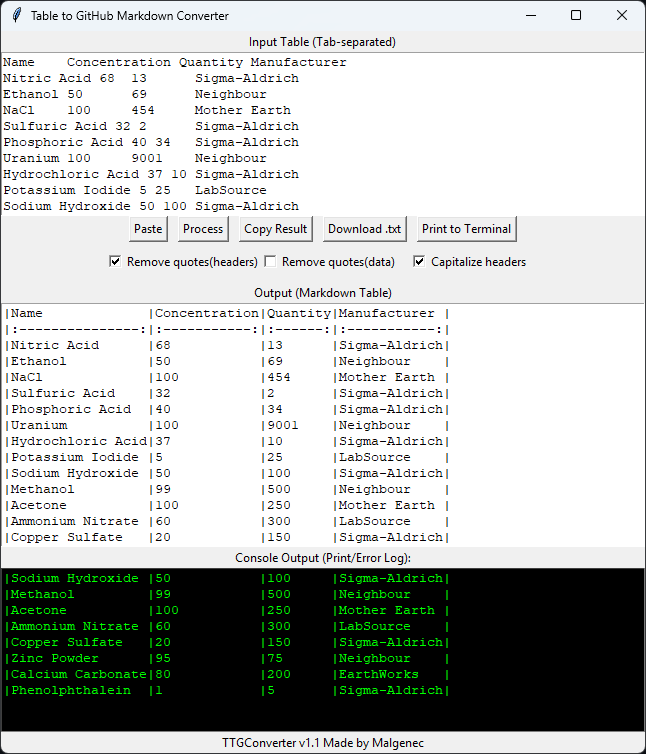 Table to GitHub Markdown Converter
Input Table (Tab-separated)
Name Concentration Quantity Manufacturer
Nitric Acid 68 13 Sigma-Aldrich
Ethanol 50 69 Neighbour
NaCl 100 454 Mother Earth
Sulfuric Acid 32 2 Sigma-Aldrich
Phosphoric Acid 40 34 Sigma-Aldrich
Uranium 100 9001 Neighbour
Hydrochloric Acid 37 10 Sigma-Aldrich
Potassium Iodide 5 25 LabSource
Sodium Hydroxide 50 100 Sigma-Aldrich
Paste Process Copy Result Download .txt Print to Terminal
Remove quotes(headers) Remove quotes(data) Capitalize headers
Output (Markdown Table)
|Name             |Concentration|Quantity|Manufacturer |
|:---------------:|:-----------:|:------:|:-----------:|
|Nitric Acid      |68           |13      |Sigma-Aldrich|
|Ethanol          |50           |69      |Neighbour    |
|NaCl             |100          |454     |Mother Earth |
|Sulfuric Acid    |32           |2       |Sigma-Aldrich|
|Phosphoric Acid  |40           |34      |Sigma-Aldrich|
|Uranium          |100          |9001    |Neighbour    |
|Hydrochloric Acid|37           |10      |Sigma-Aldrich|
|Potassium Iodide |5            |25      |LabSource    |
|Sodium Hydroxide |50           |100     |Sigma-Aldrich|
|Methanol         |99           |500     |Neighbour    |
|Acetone          |100          |250     |Mother Earth |
|Ammonium Nitrate |60           |300     |LabSource    |
|Copper Sulfate   |20           |150     |Sigma-Aldrich|
Console Output (Print/Error Log):
|Sodium Hydroxide |50           |100     |Sigma-Aldrich|
|Methanol         |99           |500     |Neighbour    |
|Acetone          |100          |250     |Mother Earth |
|Ammonium Nitrate |60           |300     |LabSource    |
|Copper Sulfate   |20           |150     |Sigma-Aldrich|
|Zinc Powder      |95           |75      |Neighbour    |
|Calcium Carbonate|80           |200     |EarthWorks   |
|Phenolphthalein  |1            |5       |Sigma-Aldrich|
TTGConverter v1.1 Made by Malgenec